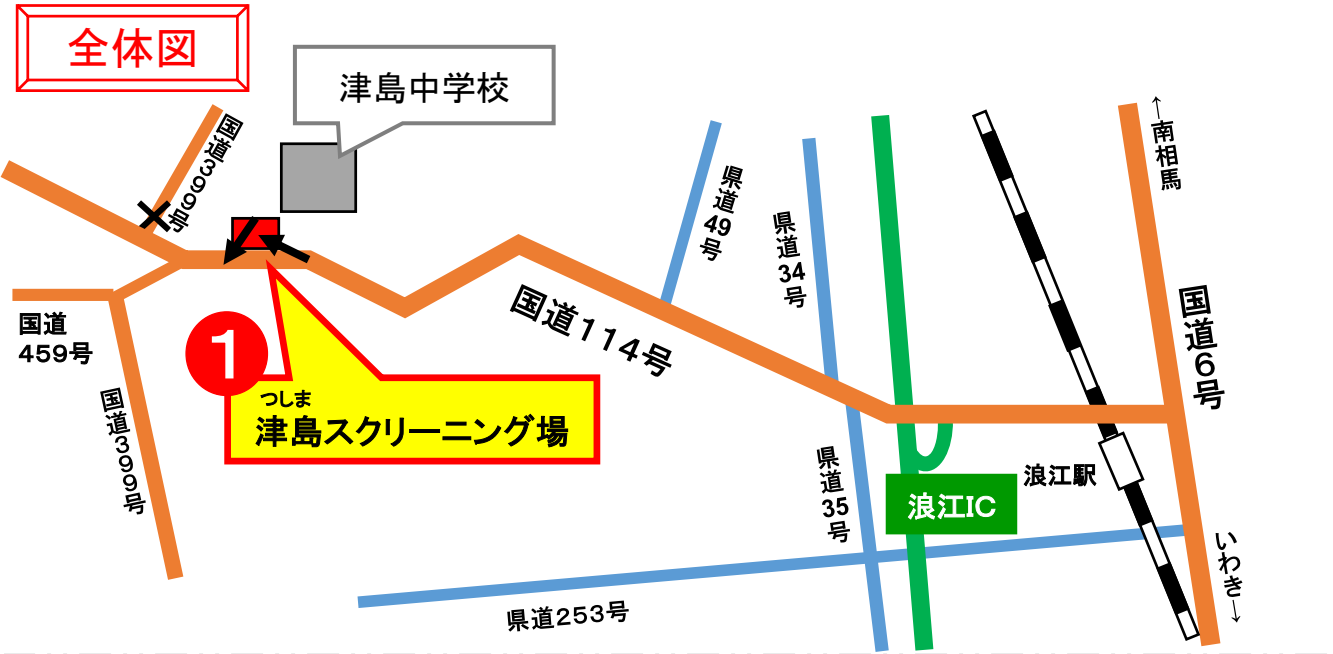 全体図
津島中学校
国道399号
県道49号
県道34号
←南相馬
国道6号
国道114号
国道
459号
国道399号
1
つしま
津島スクリーニング場
県道35号
浪江IC
浪江駅
いわき→
県道253号